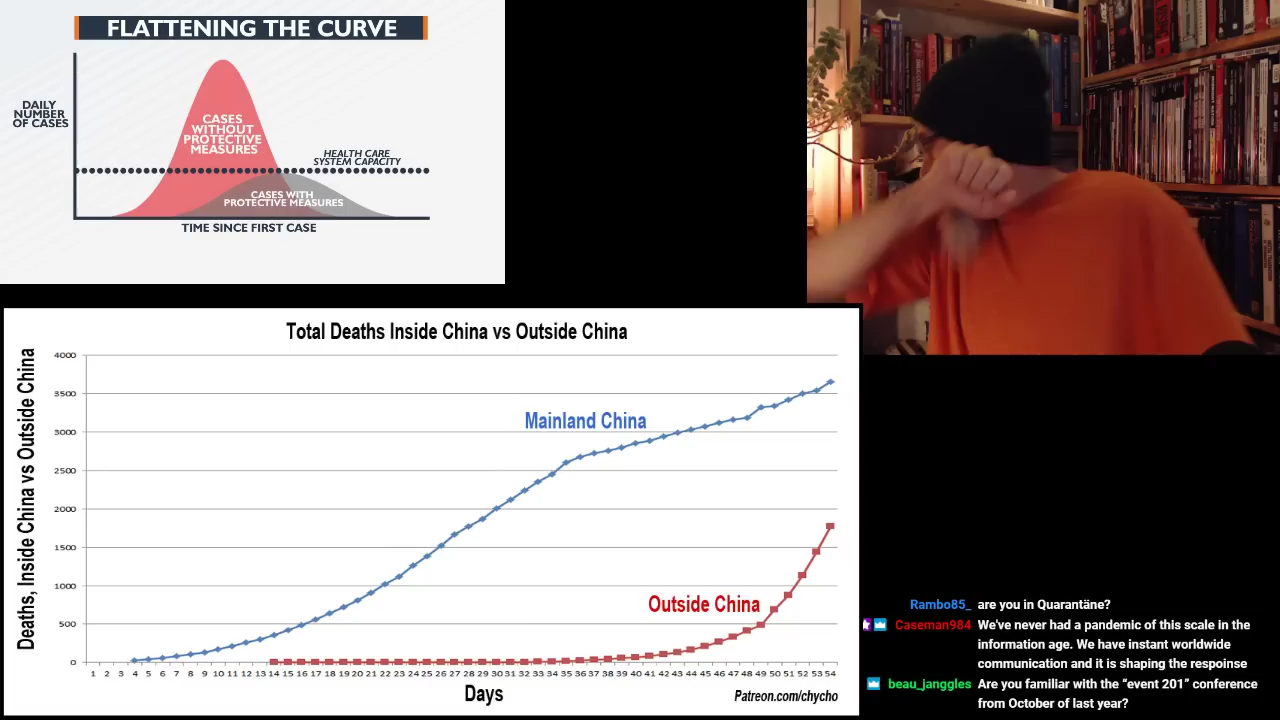 FLATTENING THE CURVE
DAILY
NUMBER
OF CASES
CASES
WITHOUT
PROTECTIVE
MEASURES
HEALTH CARE
SYSTEM CAPACITY
CASES WITH
PROTECTIVE MEASURES
TIME SINCE FIRST CASE
Total Deaths Inside China vs Outside China
Deaths, Inside China vs Outside China
4000
3500
3000
2500
2000
1500
1000
500
0
Mainland China
Outside China
1 2 3 4 5 6 7 8 9 10 11 12 13 14 15 16 17 18 19 20 21 22 23 24 25 26 27 28 29 30 31 32 33 34 35 36 37 38 39 40 41 42 43 44 45 46 47 48 49 50 51 52 53 54
Days
Patreon.com/chycho
Rambo85_ are you in Quarantäne?
Caseman984 We've never had a pandemic of this scale in the
information age. We have instant worldwide
communication and it is shaping the respoinse
beau_janggles Are you familiar with the “event 201” conference
from October of last year?